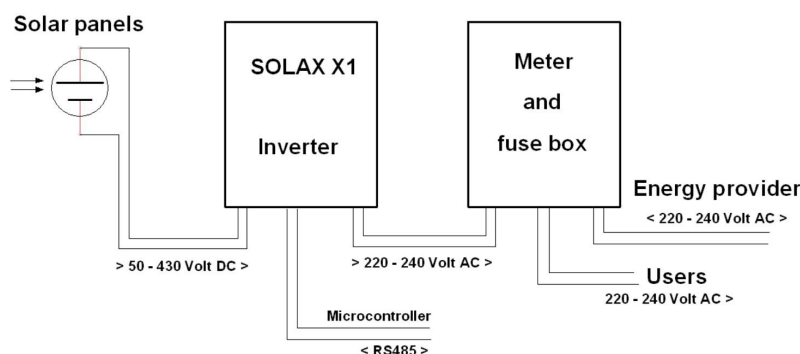 Solar panels
SOLAX X1
Inverter
Meter
and
fuse box
Energy provider
< 220 - 240 Volt AC >
> 50 - 430 Volt DC >
> 220 - 240 Volt AC >
Users
220 - 240 Volt AC >
Microcontroller
< RS485 >